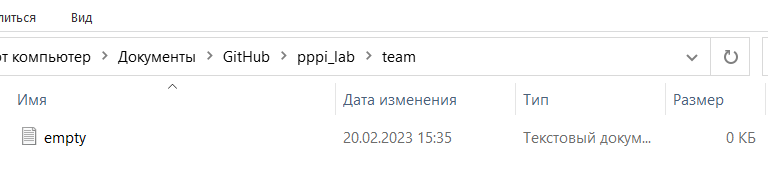 литься Вид
от компьютер > Документы > GitHub > pppi_lab > team
Имя Дата изменения Тип Размер
empty 20.02.2023 15:35 Текстовый докум... 0 КБ